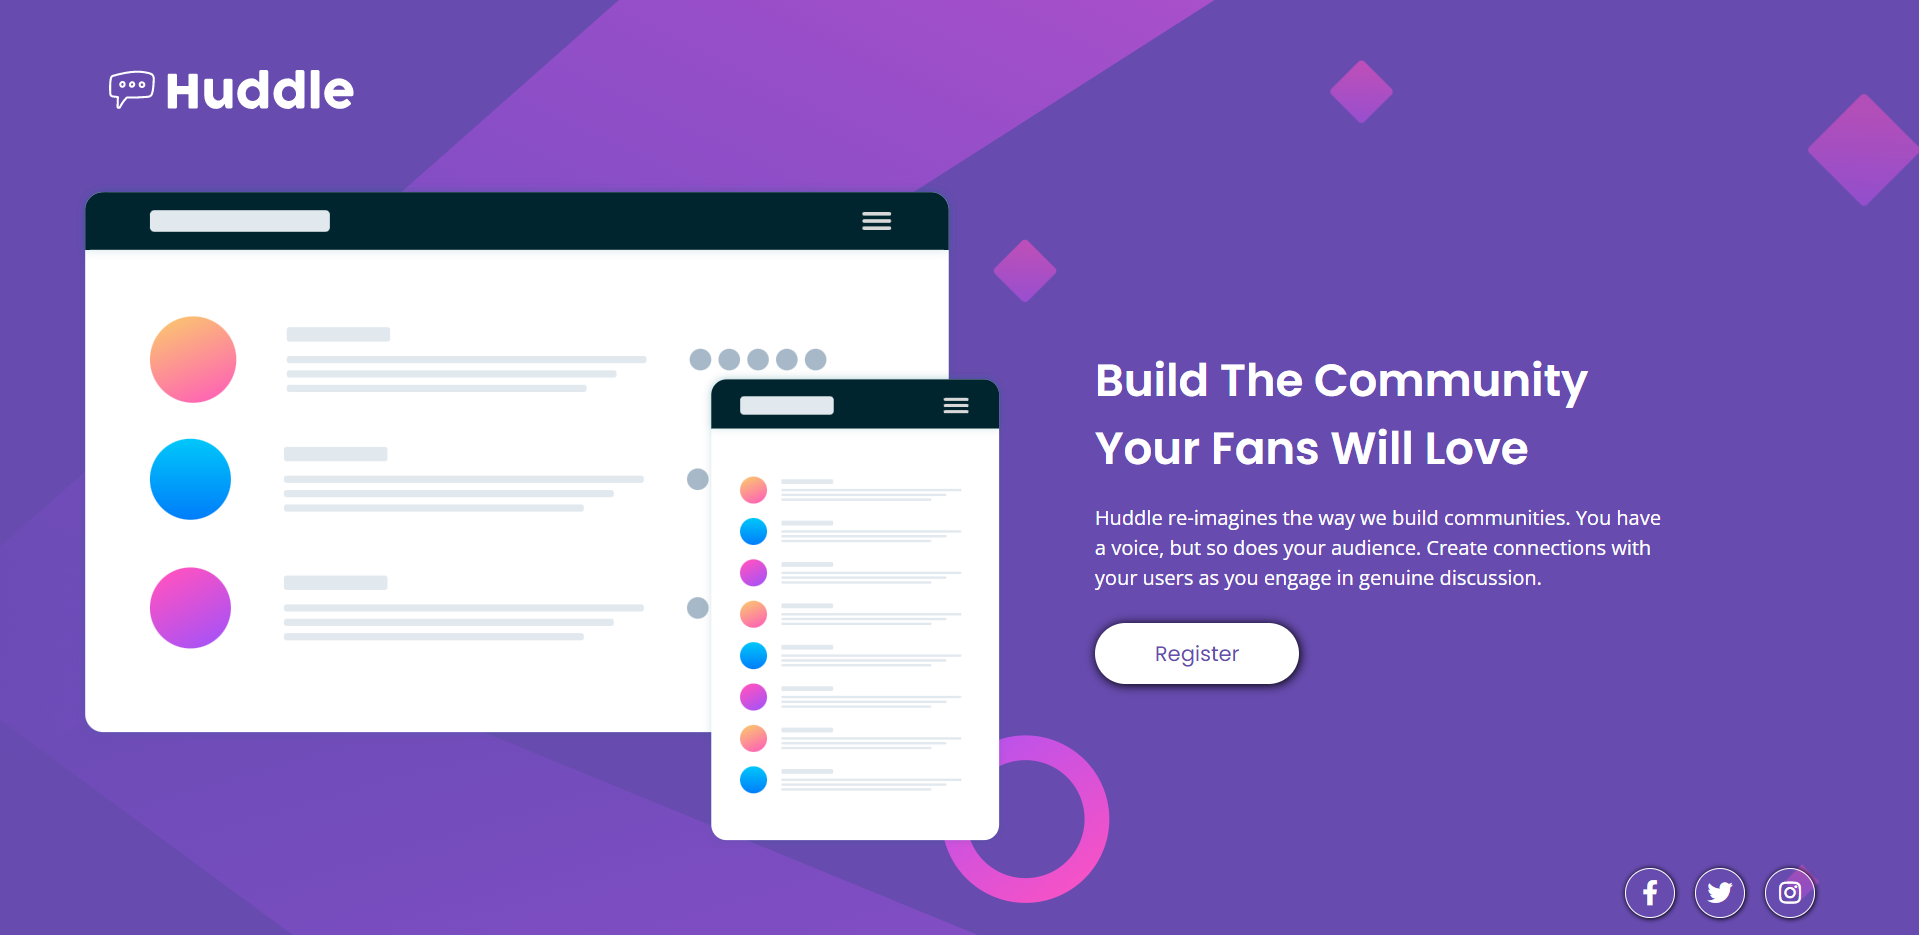 Huddle
Build The Community
Your Fans Will Love
Huddle re-imagines the way we build communities. You have
a voice, but so does your audience. Create connections with
your users as you engage in genuine discussion.
Register